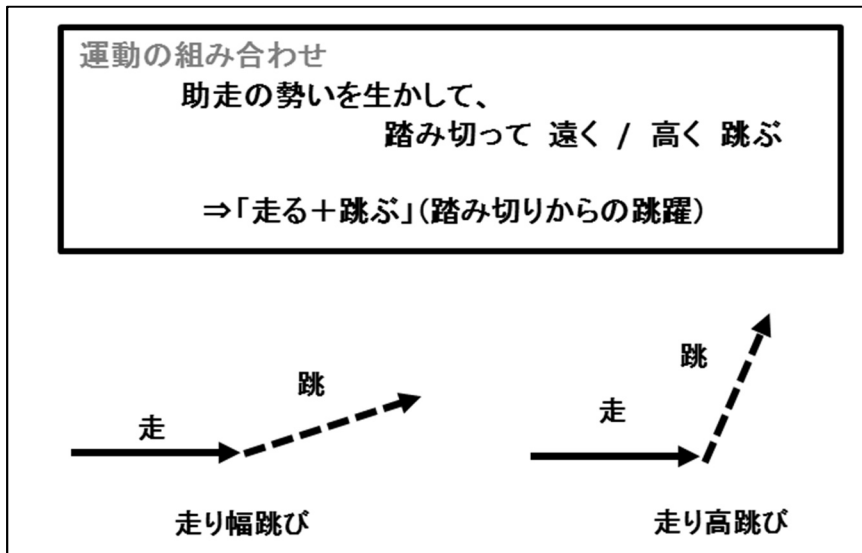 運動の組み合わせ
助走の勢いを生かして、
踏み切って 遠く / 高く 跳ぶ
⇒「走る+跳ぶ」(踏み切りからの跳躍)
走
跳
走り幅跳び
走
跳
走り高跳び